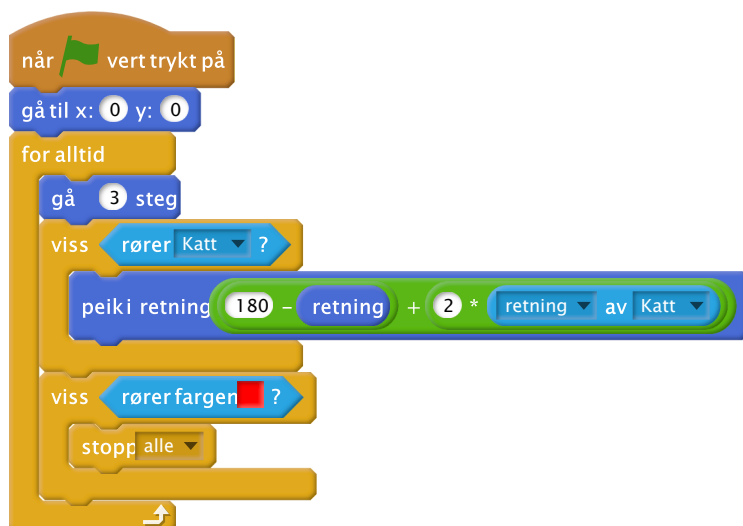 når vert trykt på
gå til x: 0 y: 0
for alltid
gå 3 steg
viss rører Katt ?
peik i retning 180 - retning + 2 * retning av Katt
viss rører fargen ?
stopp alle